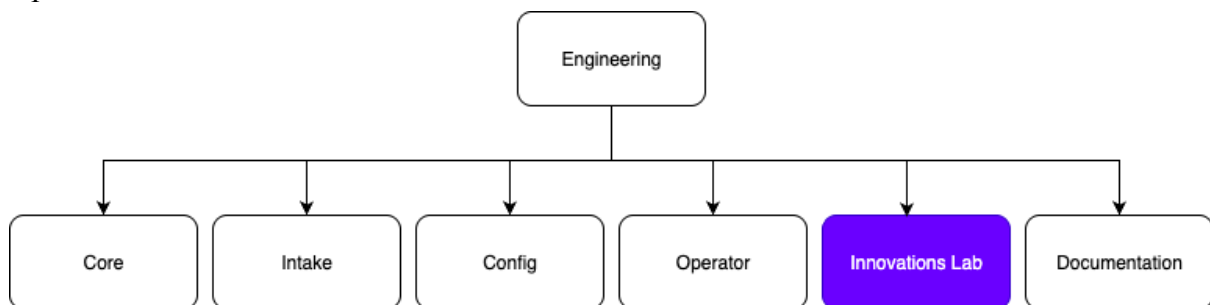 Engineering
Core
Intake
Config
Operator
Innovations Lab
Documentation